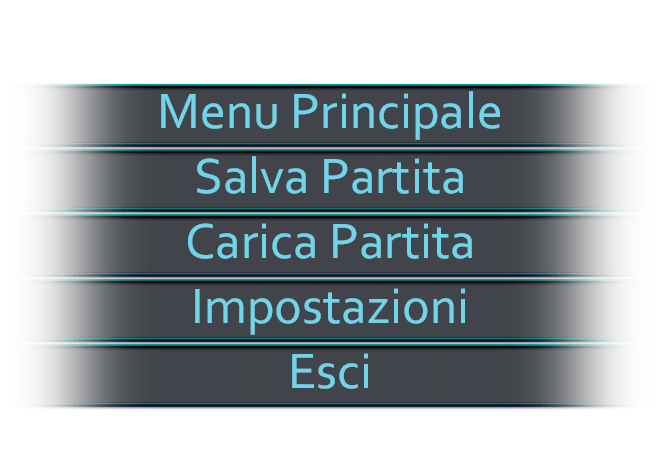 Menu Principale
Salva Partita
Carica Partita
Impostazioni
Esci